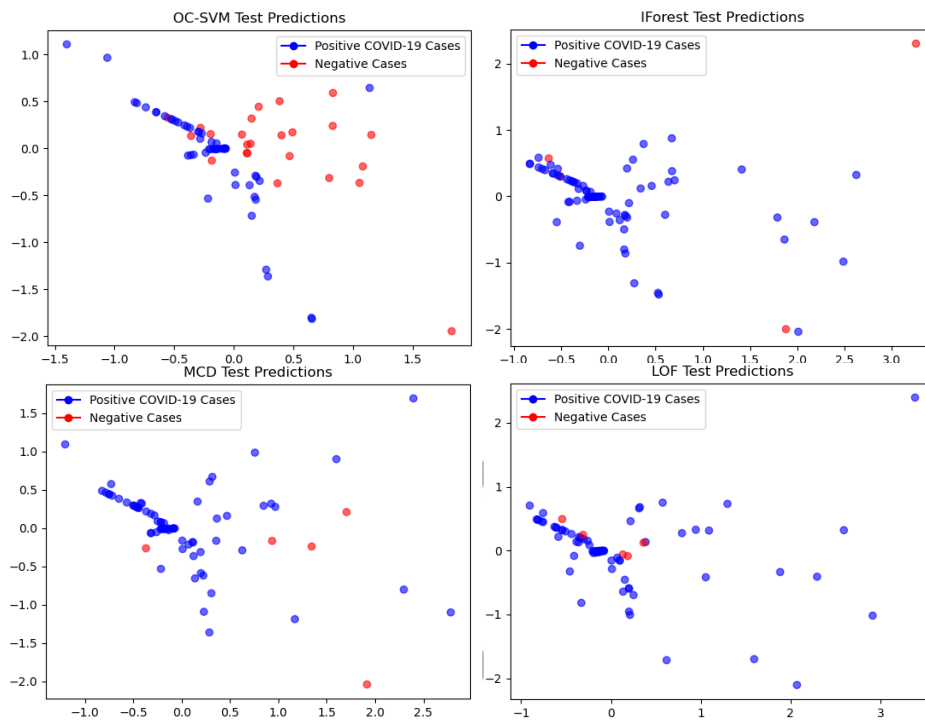 OC-SVM Test Predictions
Positive COVID-19 Cases
Negative Cases
1.0
0.5
0.0
−0.5
−1.0
−1.5
−2.0
−1.5 −1.0 −0.5 0.0 0.5 1.0 1.5
IForest Test Predictions
Positive COVID-19 Cases
Negative Cases
2
1
0
−1
−2
−1.0 −0.5 0.0 0.5 1.0 1.5 2.0 2.5 3.0
MCD Test Predictions
Positive COVID-19 Cases
Negative Cases
1.5
1.0
0.5
0.0
−0.5
−1.0
−1.5
−2.0
−1.0 −0.5 0.0 0.5 1.0 1.5 2.0 2.5
LOF Test Predictions
Positive COVID-19 Cases
Negative Cases
2
1
0
−1
−2
−1 0 1 2 3